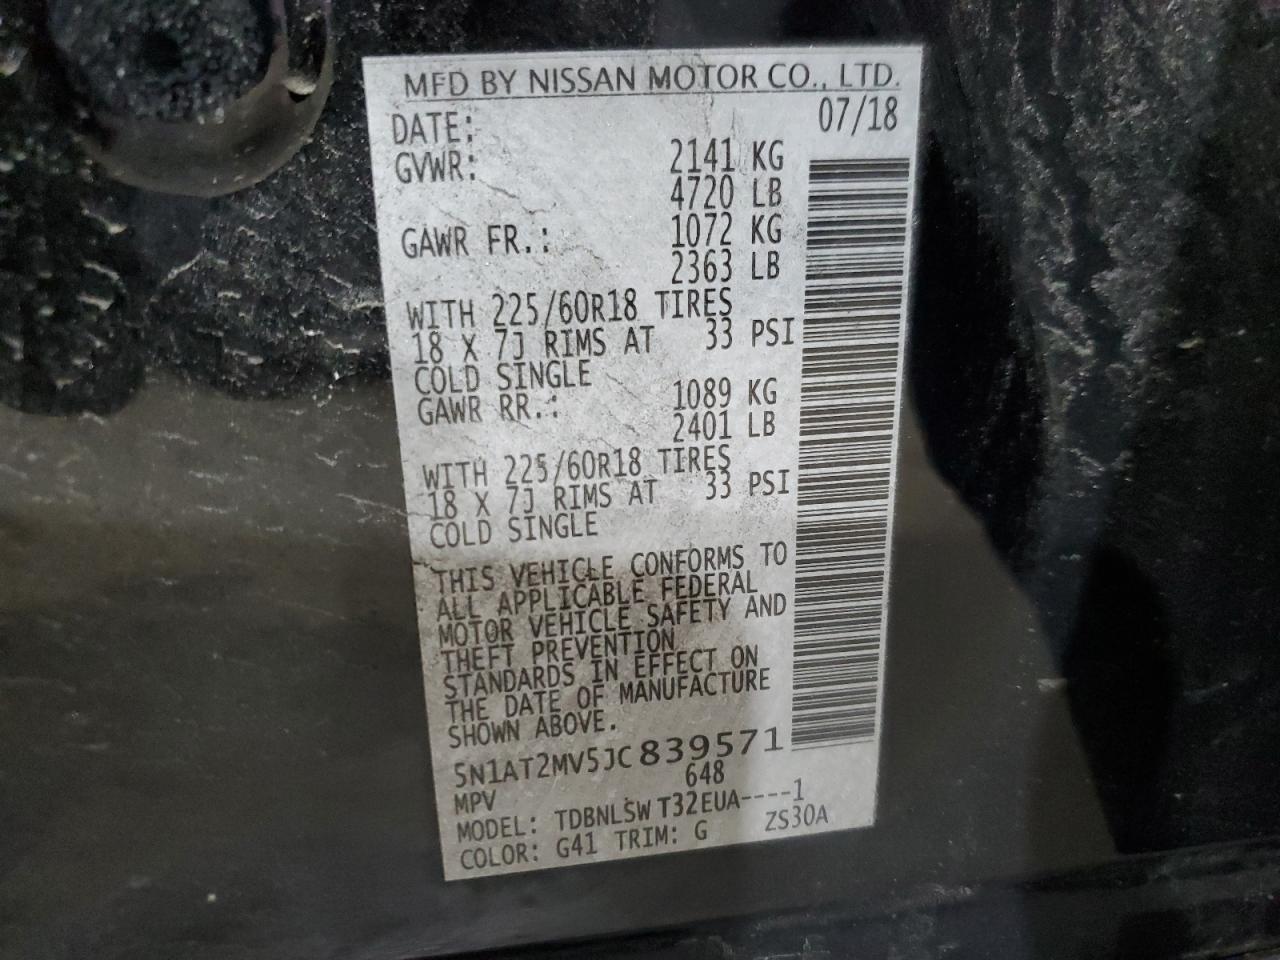 MFD BY NISSAN MOTOR CO., LTD.
DATE: 07/18
GVWR: 2141 KG
4720 LB
GAWR FR.: 1072 KG
2363 LB
WITH 225/60R18 TIRES
18 X 7J RIMS AT 33 PSI
COLD SINGLE
GAWR RR.: 1089 KG
2401 LB
WITH 225/60R18 TIRES
18 X 7J RIMS AT 33 PSI
COLD SINGLE
THIS VEHICLE CONFORMS TO
ALL APPLICABLE FEDERAL
MOTOR VEHICLE SAFETY AND
THEFT PREVENTION
STANDARDS IN EFFECT ON
THE DATE OF MANUFACTURE
SHOWN ABOVE.
5N1AT2MV5JC839571
MPV 648
MODEL: TDBNLSW T32EUA----1
COLOR: G41 TRIM: G ZS30A